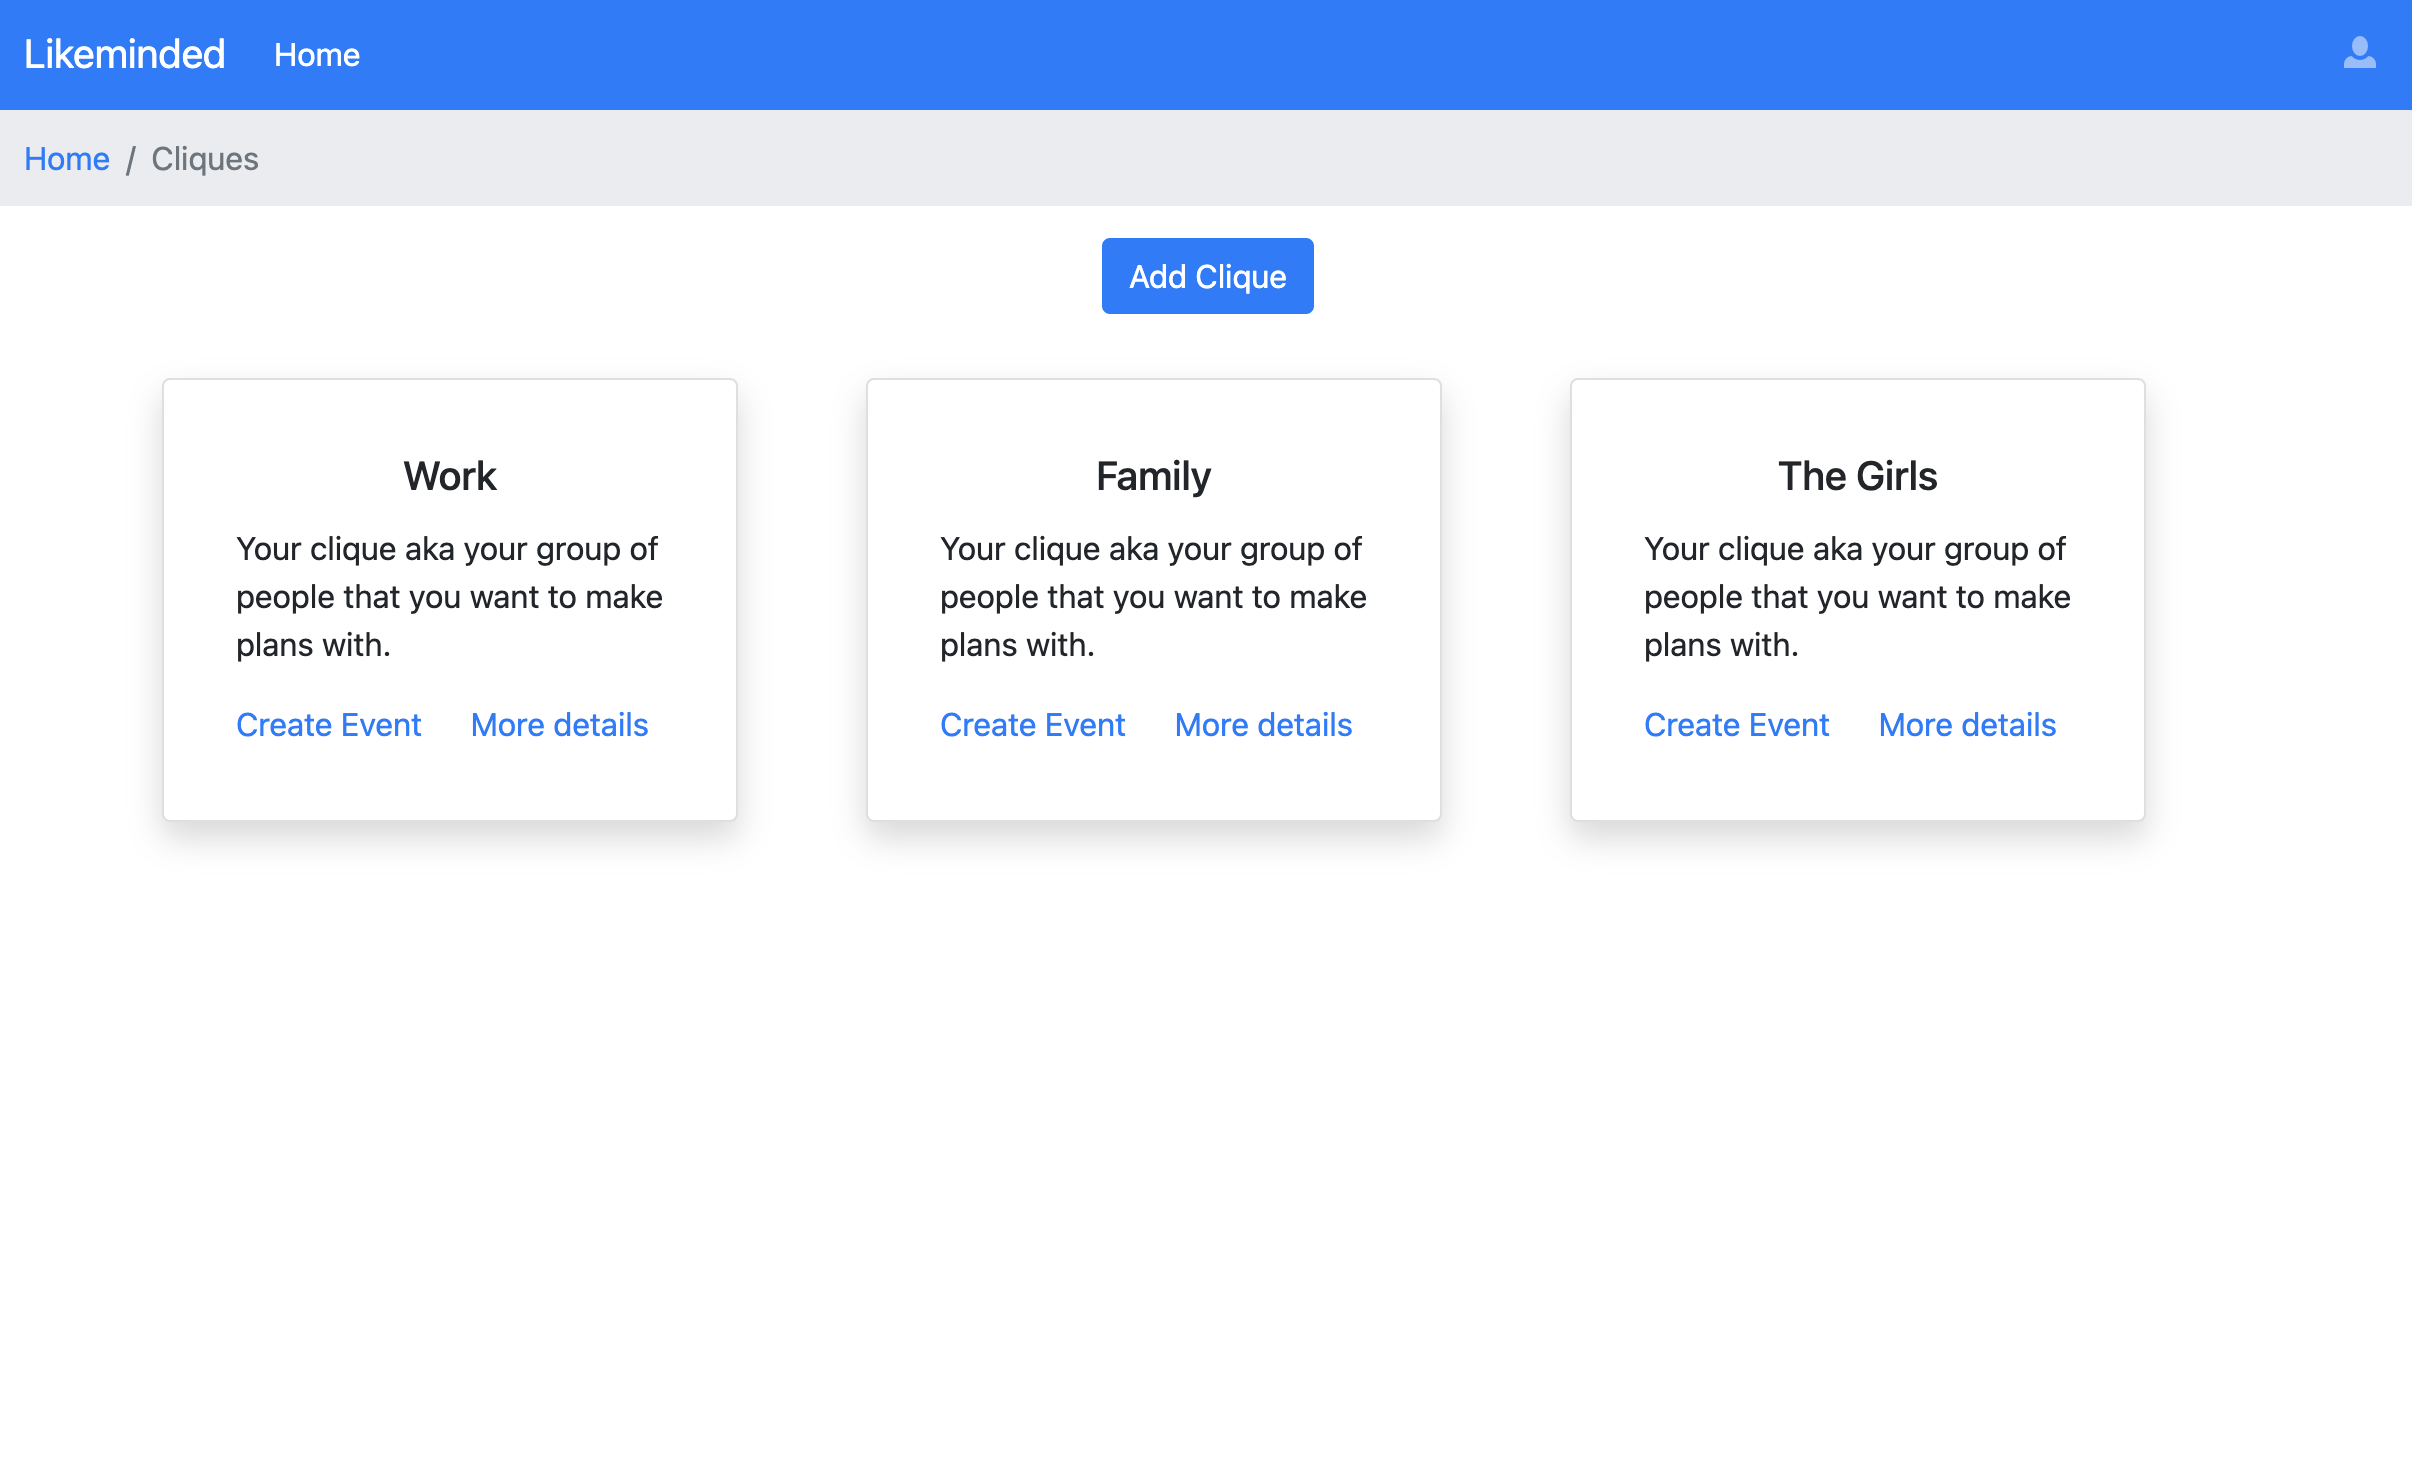 Likeminded Home
Home / Cliques
Add Clique
Work
Your clique aka your group of
people that you want to make
plans with.
Create Event More details
Family
Your clique aka your group of
people that you want to make
plans with.
Create Event More details
The Girls
Your clique aka your group of
people that you want to make
plans with.
Create Event More details